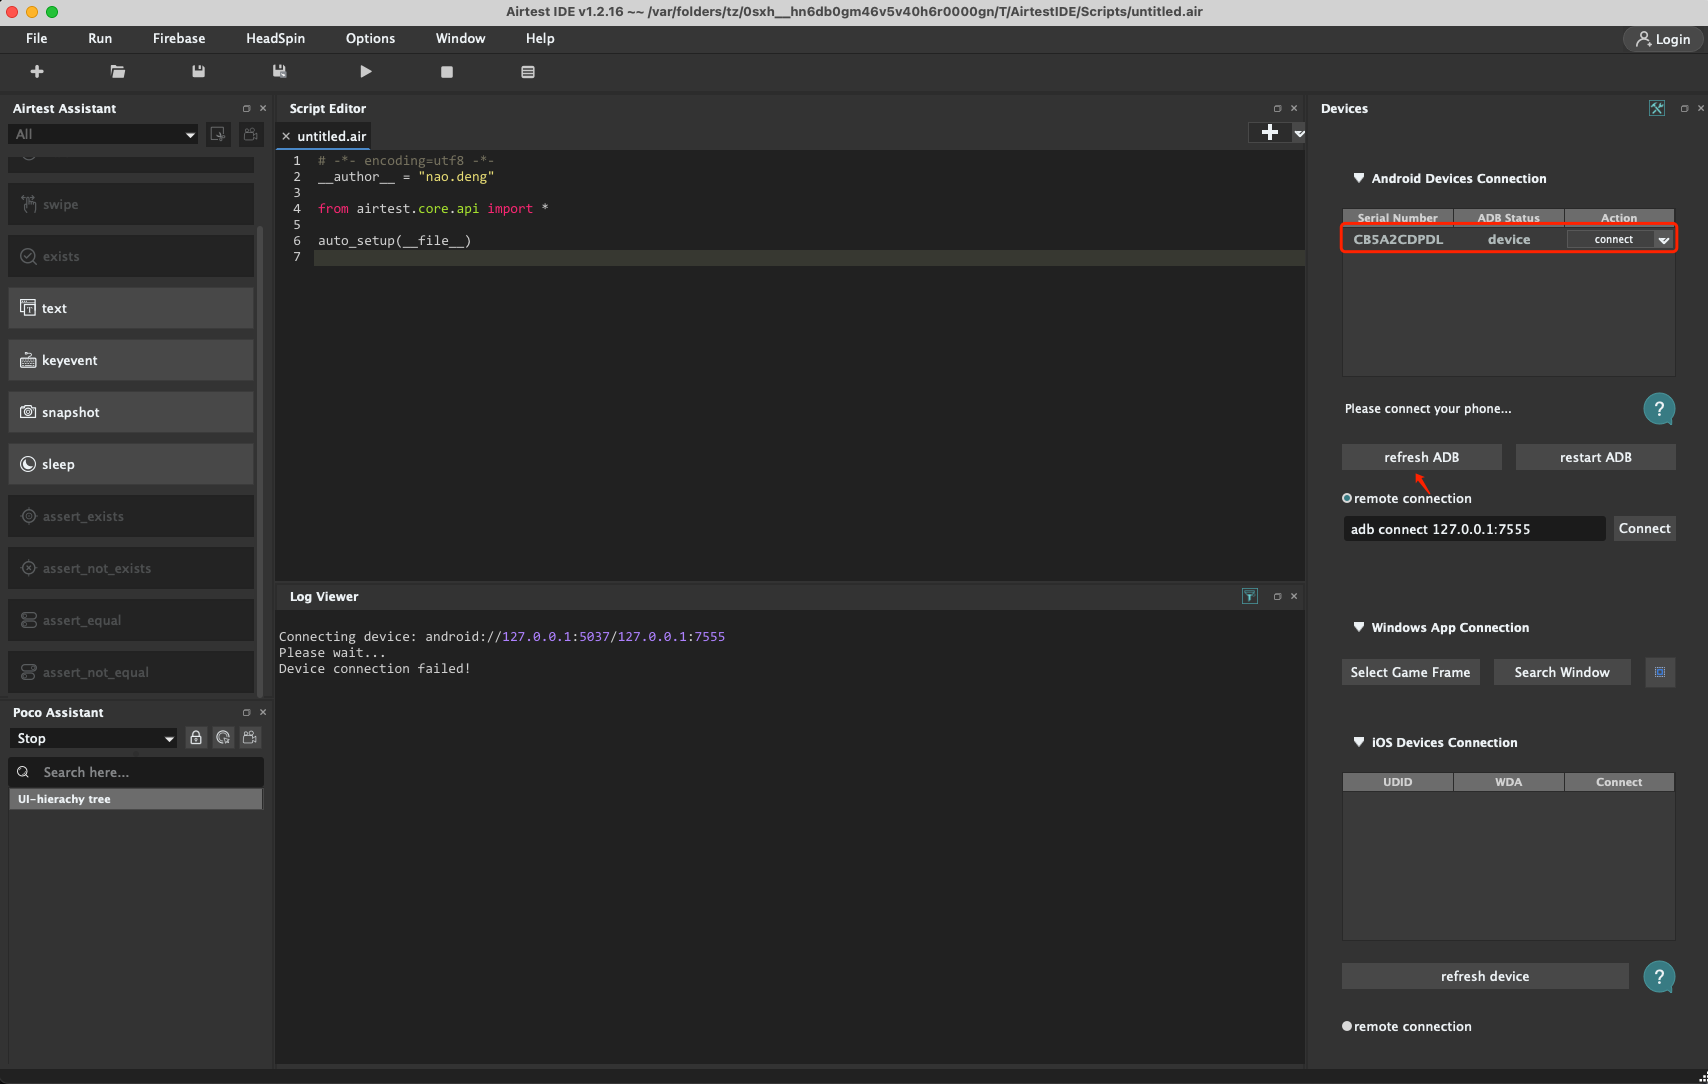 Airtest IDE v1.2.16 ~~ /var/folders/tz/0sxh__hn6db0gm46v5v40h6r0000gn/T/AirtestIDE/Scripts/untitled.air
File Run Firebase HeadSpin Options Window Help Login
Airtest Assistant
All
swipe
exists
text
keyevent
snapshot
sleep
assert_exists
assert_not_exists
assert_equal
assert_not_equal
Poco Assistant
Stop
Search here...
UI-hierachy tree
Script Editor
untitled.air
1 # -*- encoding=utf8 -*-
2 __author__ = "nao.deng"
3
4 from airtest.core.api import *
5
6 auto_setup(__file__)
7
Log Viewer
Connecting device: android://127.0.0.1:5037/127.0.0.1:7555
Please wait...
Device connection failed!
Devices
Android Devices Connection
Serial Number ADB Status Action
CB5A2CDPDL device connect
Please connect your phone... ?
refresh ADB restart ADB
remote connection
adb connect 127.0.0.1:7555 Connect
Windows App Connection
Select Game Frame Search Window
iOS Devices Connection
UDID WDA Connect
refresh device ?
remote connection